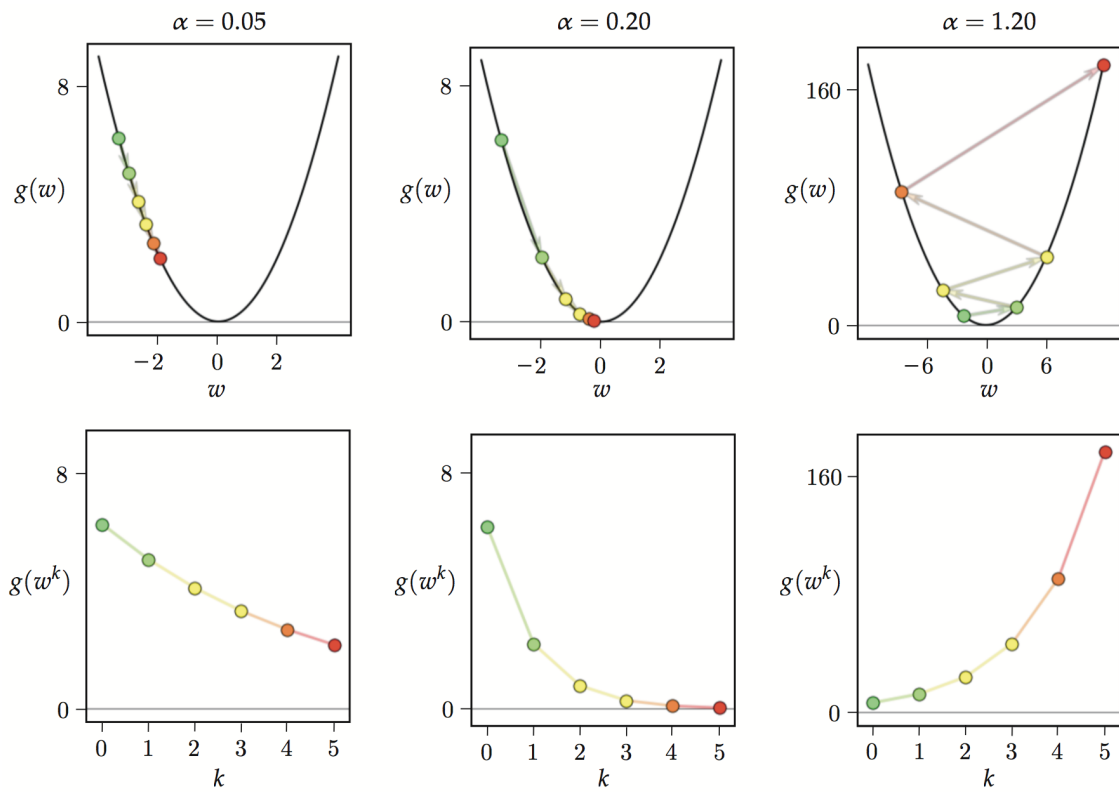 α = 0.05
α = 0.20
α = 1.20
8
g(w)
0
−2 0 2
w
8
g(w)
0
−2 0 2
w
160
g(w)
0
−6 0 6
w
8
g(w^k)
0
0 1 2 3 4 5
k
8
g(w^k)
0
0 1 2 3 4 5
k
160
g(w^k)
0
0 1 2 3 4 5
k